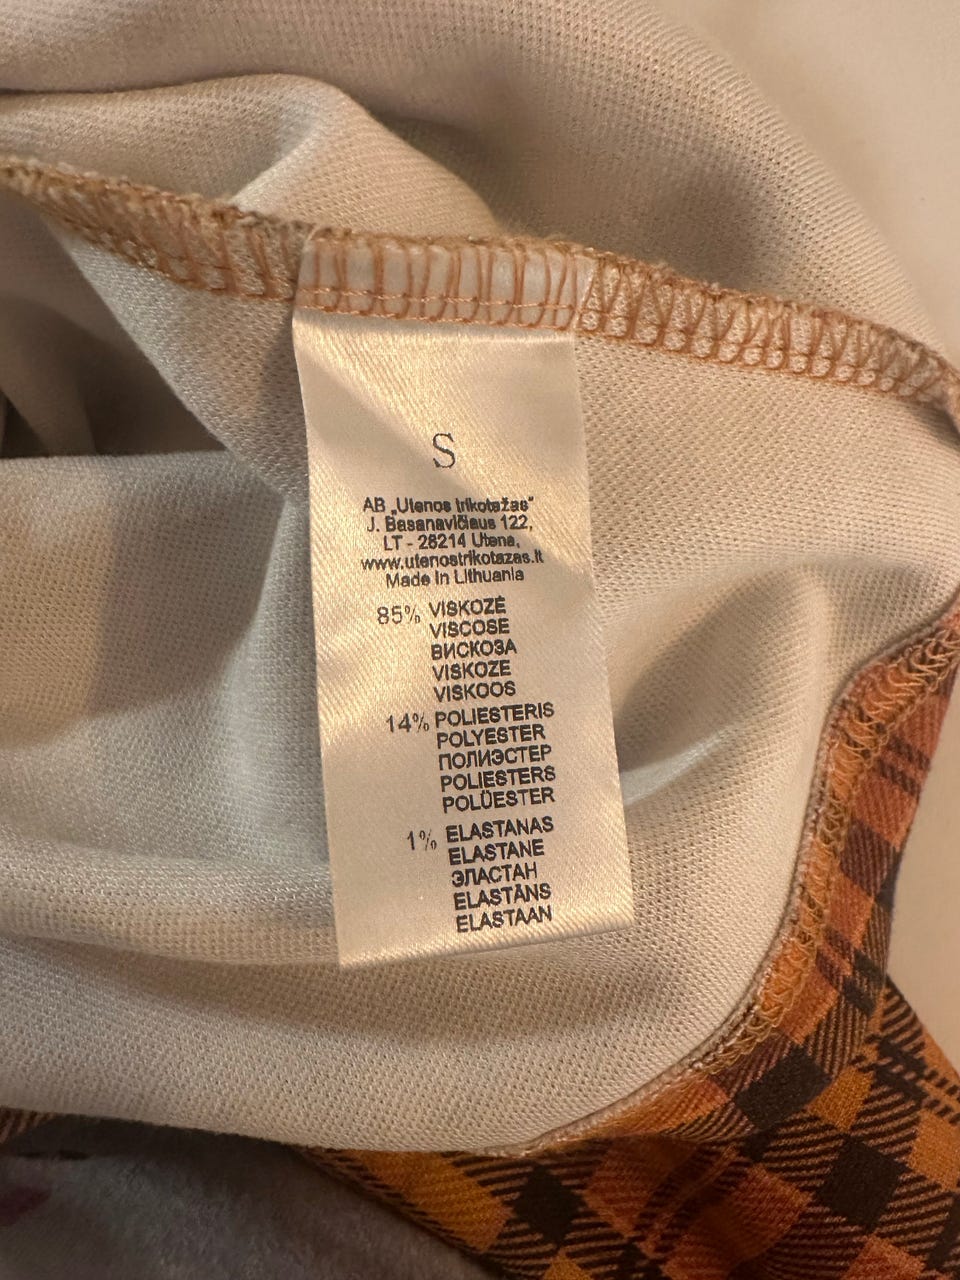 S
AB „Utenos trikotažas"
J. Basanavičiaus 122,
LT - 28214 Utena,
www.utenostrikotazas.lt
Made in Lithuania
85% VISKOZĖ
VISCOSE
ВИСКОЗА
VISKOZE
VISKOOS
14% POLIESTERIS
POLYESTER
ПОЛИЭСТЕР
POLIESTERS
POLÜESTER
1% ELASTANAS
ELASTANE
ЭЛАСТАН
ELASTĀNS
ELASTAAN